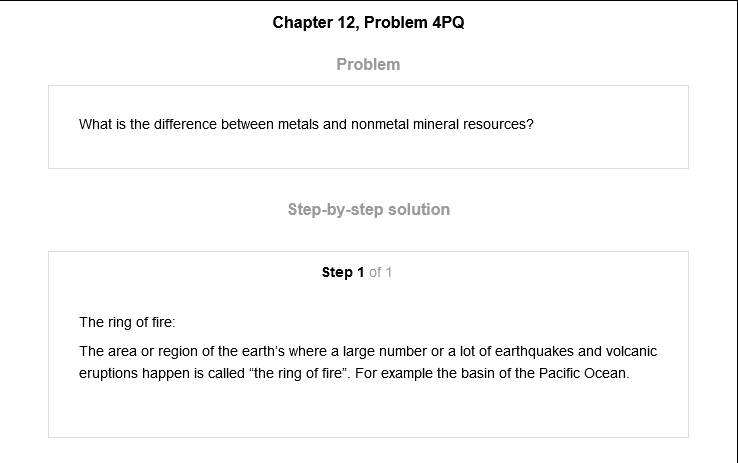 Chapter 12, Problem 4PQ
Problem
What is the difference between metals and nonmetal mineral resources?
Step-by-step solution
Step 1 of 1
The ring of fire:
The area or region of the earth's where a large number or a lot of earthquakes and volcanic
eruptions happen is called “the ring of fire”. For example the basin of the Pacific Ocean.